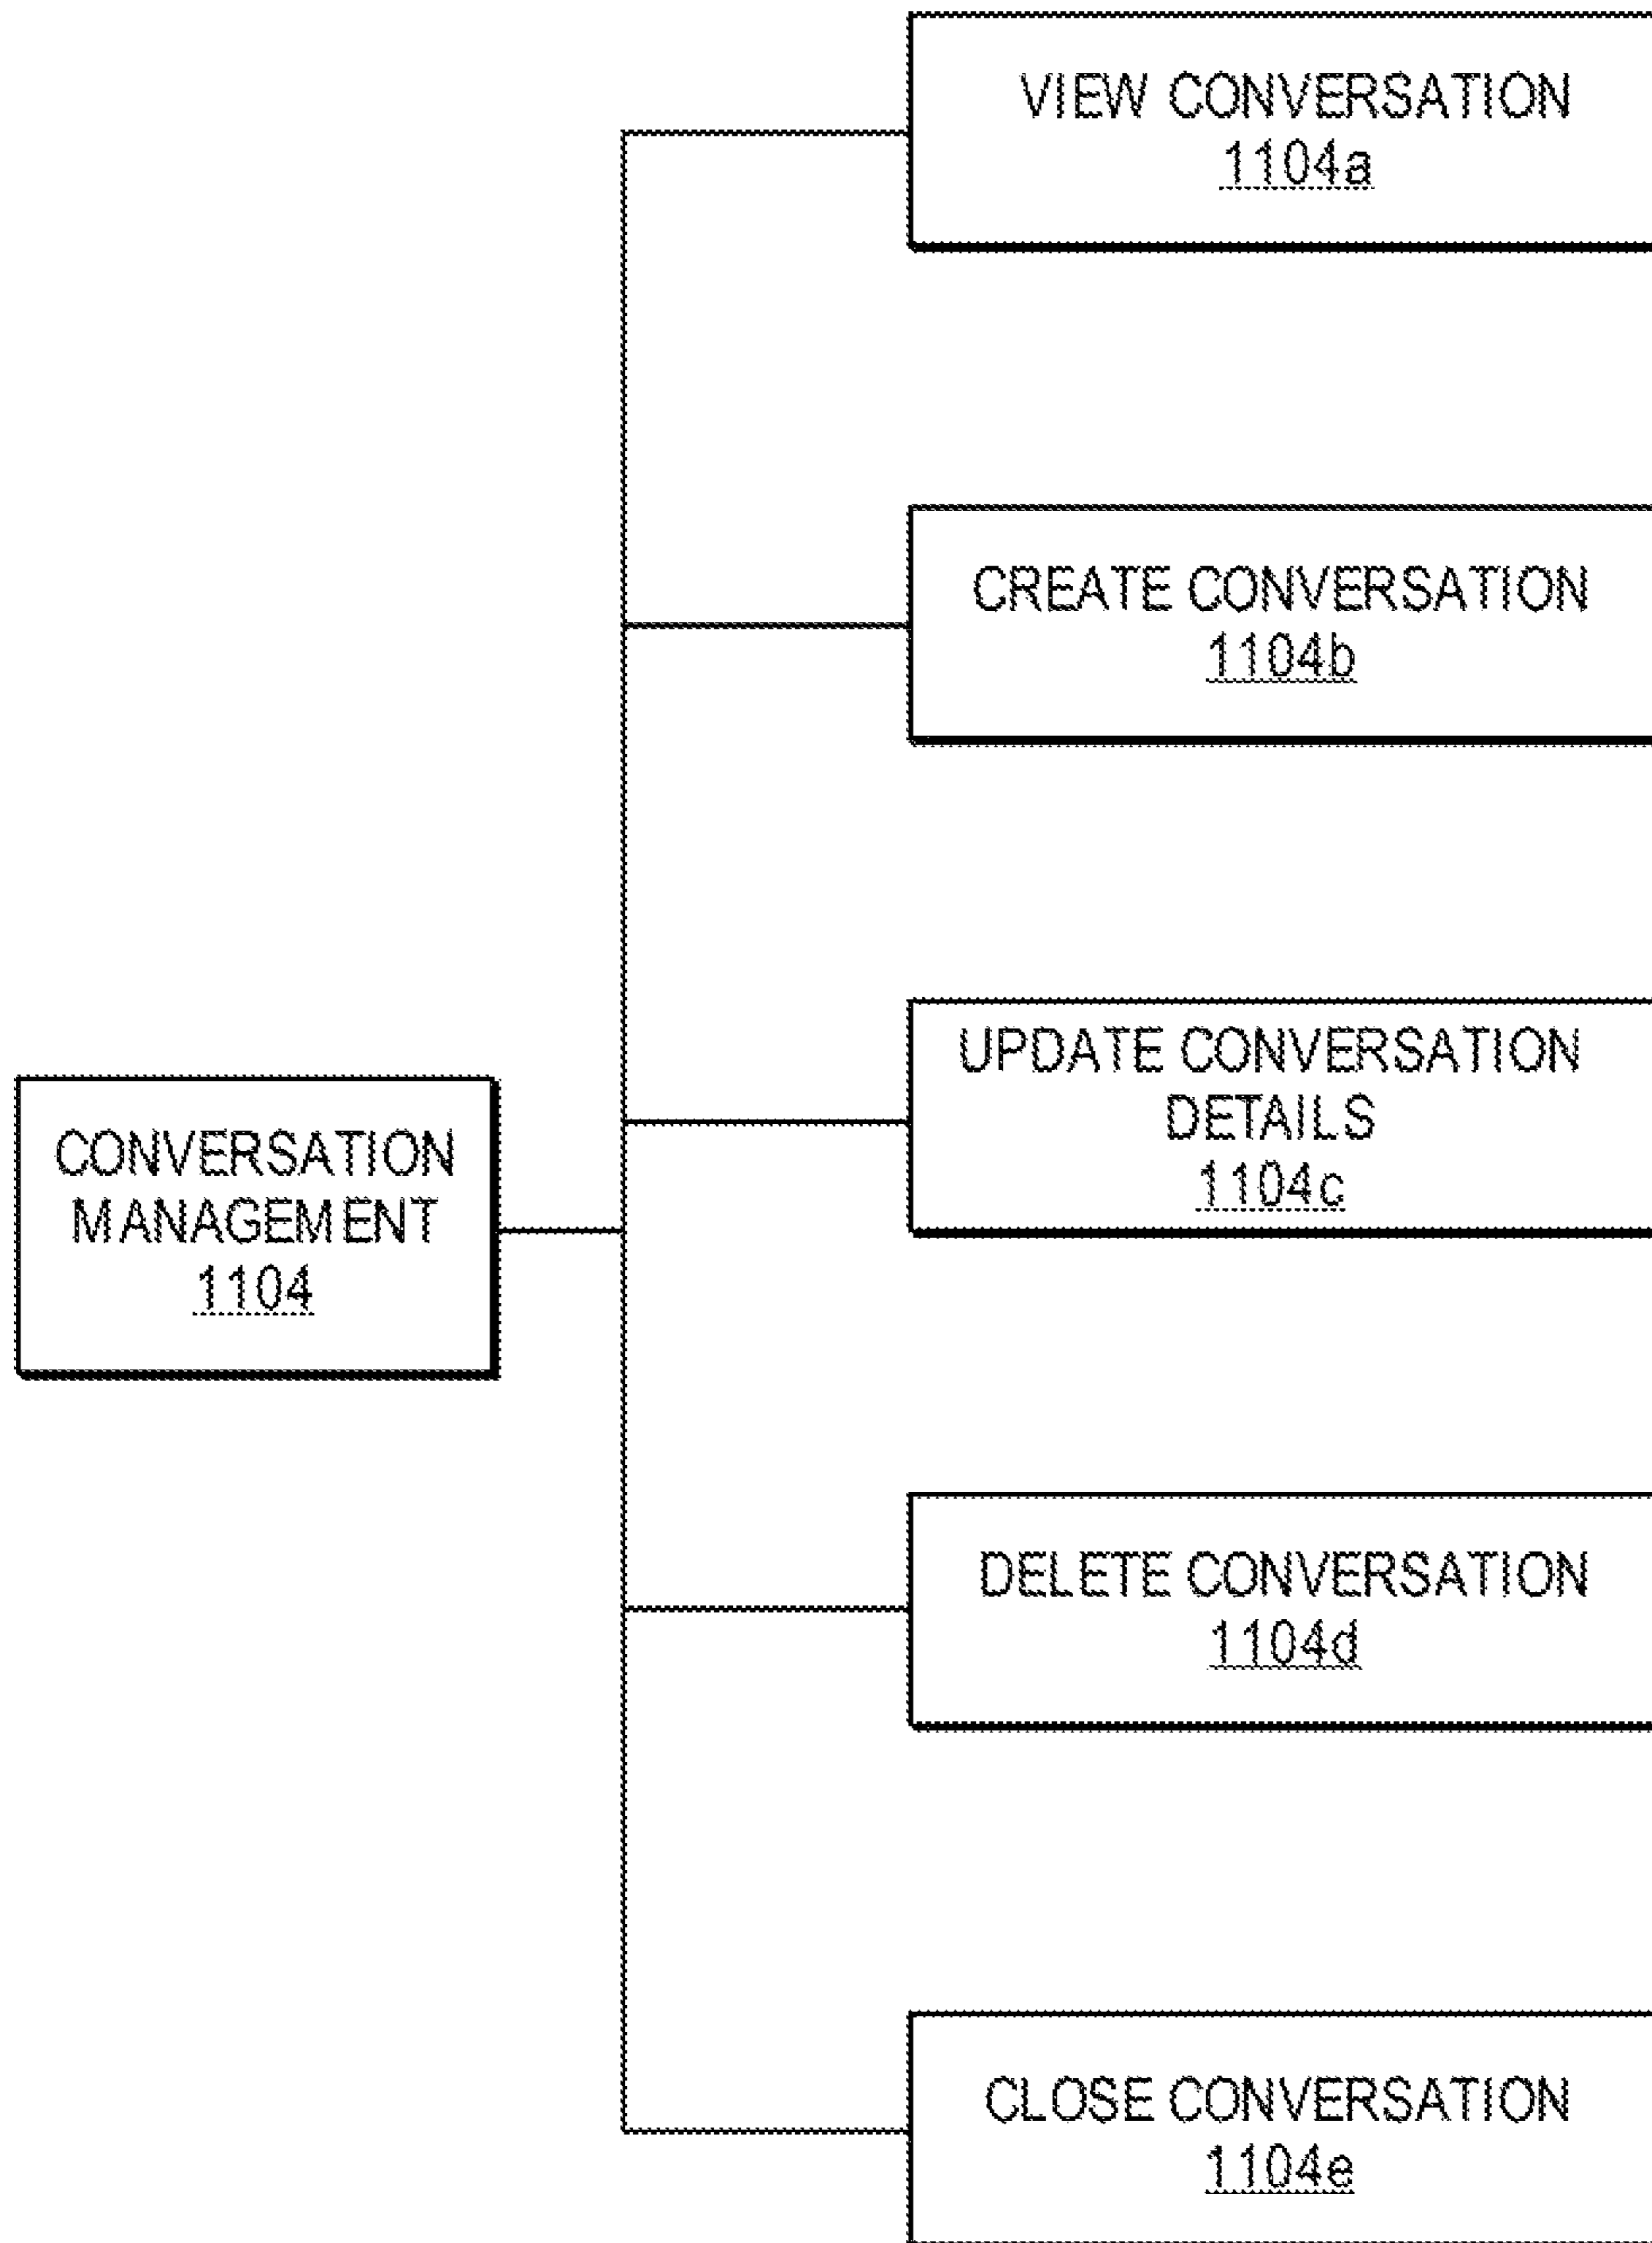 VIEW CONVERSATION
1104a
CREATE CONVERSATION
1104b
UPDATE CONVERSATION
DETAILS
1104c
CONVERSATION
MANAGEMENT
1104
DELETE CONVERSATION
1104d
CLOSE CONVERSATION
1104e